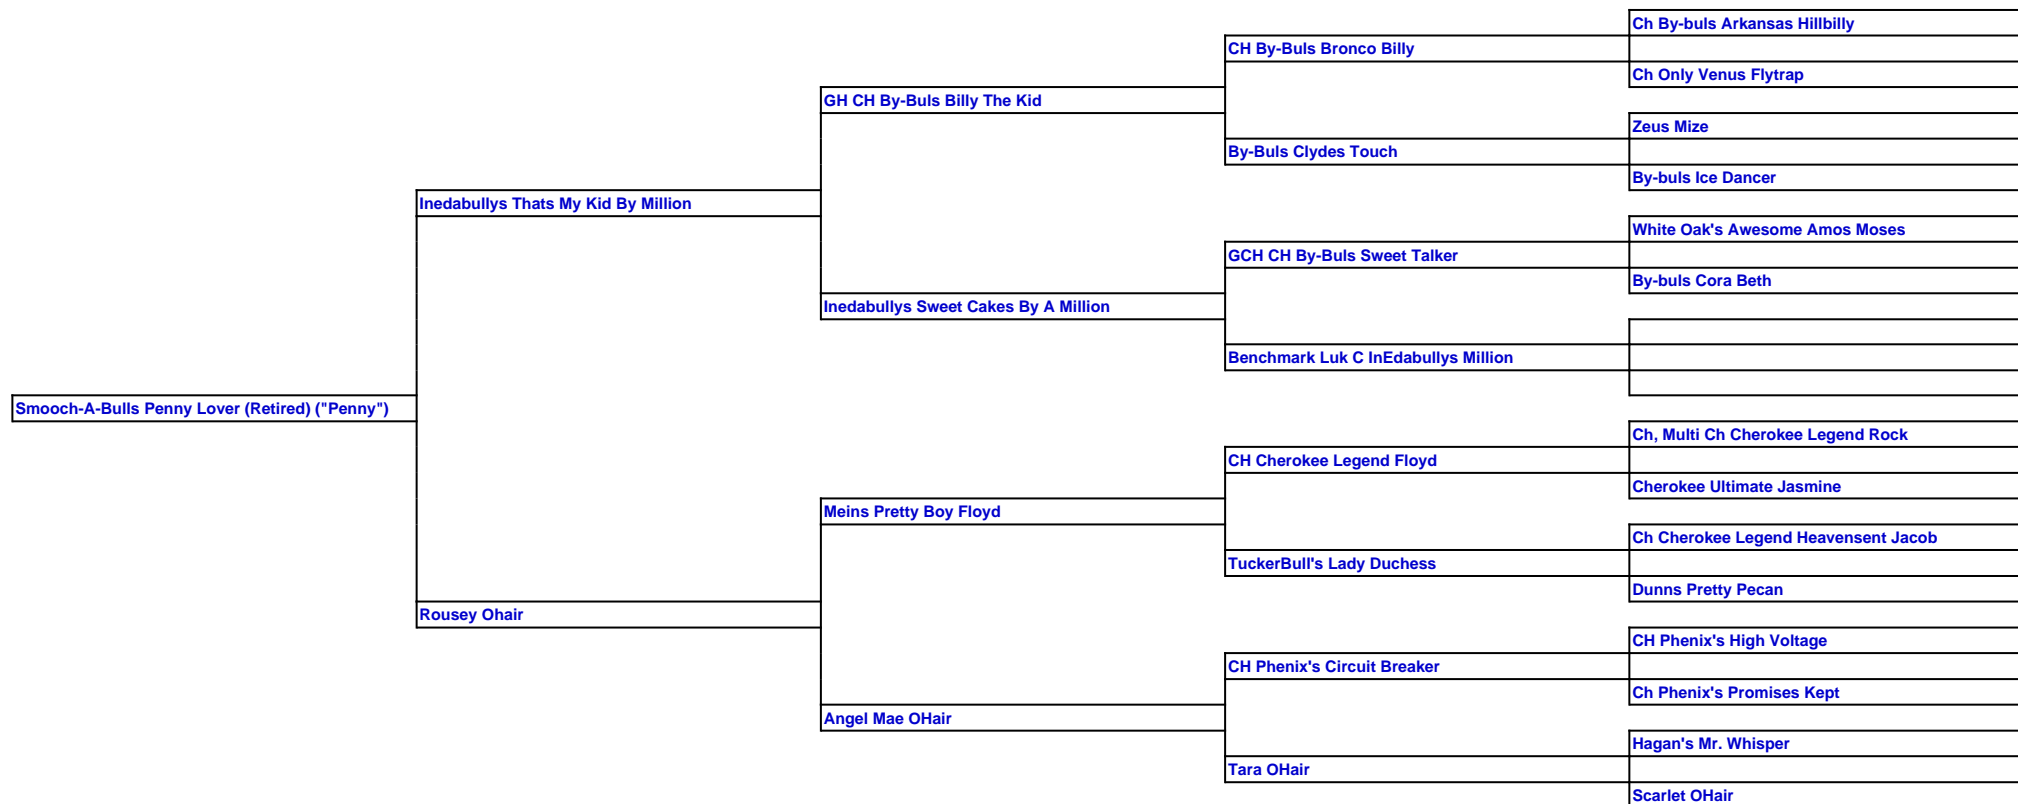 Ch By-buls Arkansas Hillbilly
CH By-Buls Bronco Billy
Ch Only Venus Flytrap
GH CH By-Buls Billy The Kid
Zeus Mize
By-Buls Clydes Touch
By-buls Ice Dancer
Inedabullys Thats My Kid By Million
White Oak's Awesome Amos Moses
GCH CH By-Buls Sweet Talker
By-buls Cora Beth
Inedabullys Sweet Cakes By A Million
Benchmark Luk C InEdabullys Million
Smooch-A-Bulls Penny Lover (Retired) ("Penny")
Ch, Multi Ch Cherokee Legend Rock
CH Cherokee Legend Floyd
Cherokee Ultimate Jasmine
Meins Pretty Boy Floyd
Ch Cherokee Legend Heavensent Jacob
TuckerBull's Lady Duchess
Dunns Pretty Pecan
Rousey Ohair
CH Phenix's High Voltage
CH Phenix's Circuit Breaker
Ch Phenix's Promises Kept
Angel Mae OHair
Hagan's Mr. Whisper
Tara OHair
Scarlet OHair